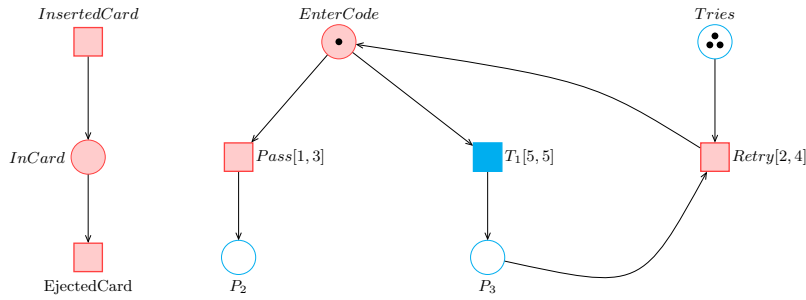 InsertedCard
EnterCode
Tries
InCard
Pass[1, 3]
T₁[5, 5]
Retry[2, 4]
EjectedCard
P₂
P₃